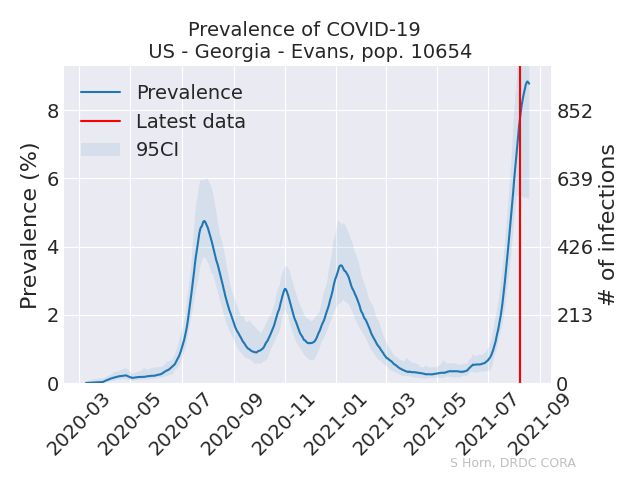 Prevalence of COVID-19
US - Georgia - Evans, pop. 10654
Prevalence
Latest data
95CI
Prevalence (%)
8
6
4
2
0
852
639
426
213
0
# of infections
2020-03
2020-05
2020-07
2020-09
2020-11
2021-01
2021-03
2021-05
2021-07
2021-09
S Horn, DRDC CORA